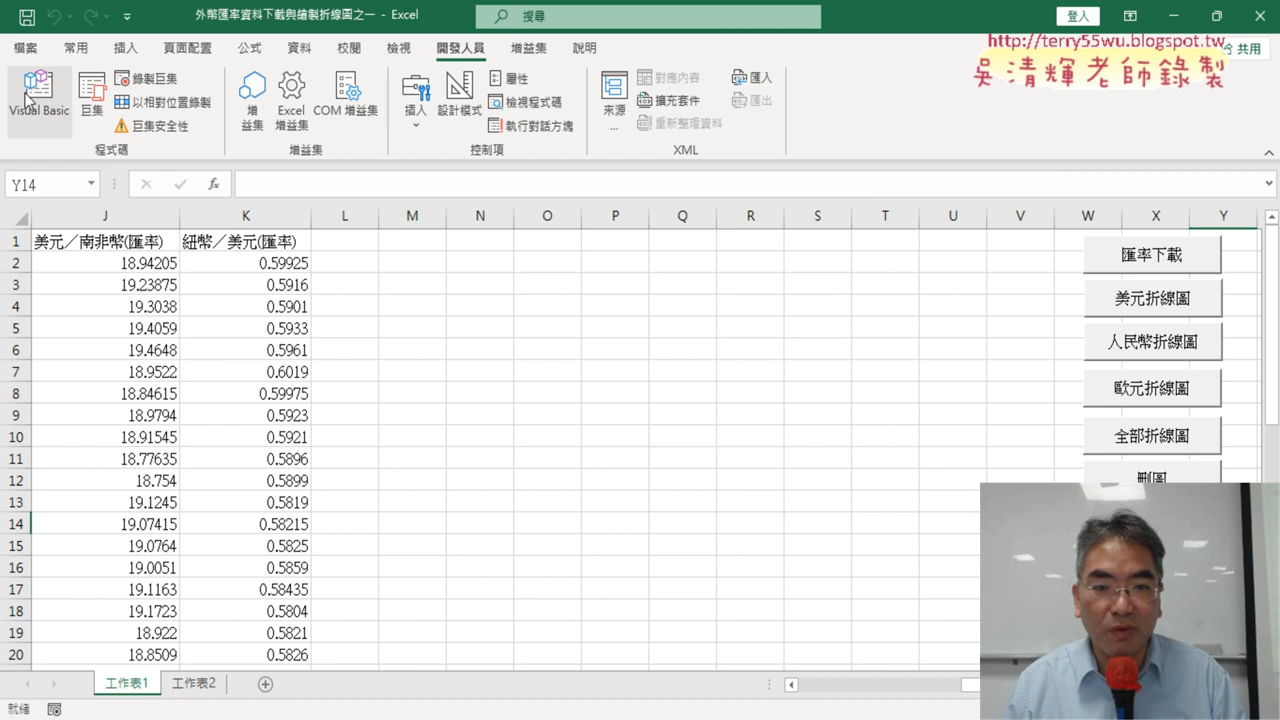 外幣匯率資料下載與繪製折線圖之一 - Excel
搜尋
登入
檔案 常用 插入 頁面配置 公式 資料 校閱 檢視 開發人員 增益集 說明
共用
http://terry55wu.blogspot.tw
吳清輝老師錄製
Visual Basic
巨集
錄製巨集
以相對位置錄製
巨集安全性
程式碼
增益集
Excel 增益集
COM 增益集
增益集
插入
設計模式
屬性
檢視程式碼
執行對話方塊
控制項
來源
...
對應內容
擴充套件
重新整理資料
匯入
匯出
XML
Y14
fx
J K L M N O P Q R S T U V W X Y
1 美元／南非幣(匯率) 紐幣／美元(匯率)
2 18.94205 0.59925
3 19.23875 0.5916
4 19.3038 0.5901
5 19.4059 0.5933
6 19.4648 0.5961
7 18.9522 0.6019
8 18.84615 0.59975
9 18.9794 0.5923
10 18.91545 0.5921
11 18.77635 0.5896
12 18.754 0.5899
13 19.1245 0.5819
14 19.07415 0.58215
15 19.0764 0.5825
16 19.0051 0.5859
17 19.1163 0.58435
18 19.1723 0.5804
19 18.922 0.5821
20 18.8509 0.5826
匯率下載
美元折線圖
人民幣折線圖
歐元折線圖
全部折線圖
刪圖
工作表1 工作表2
就緒